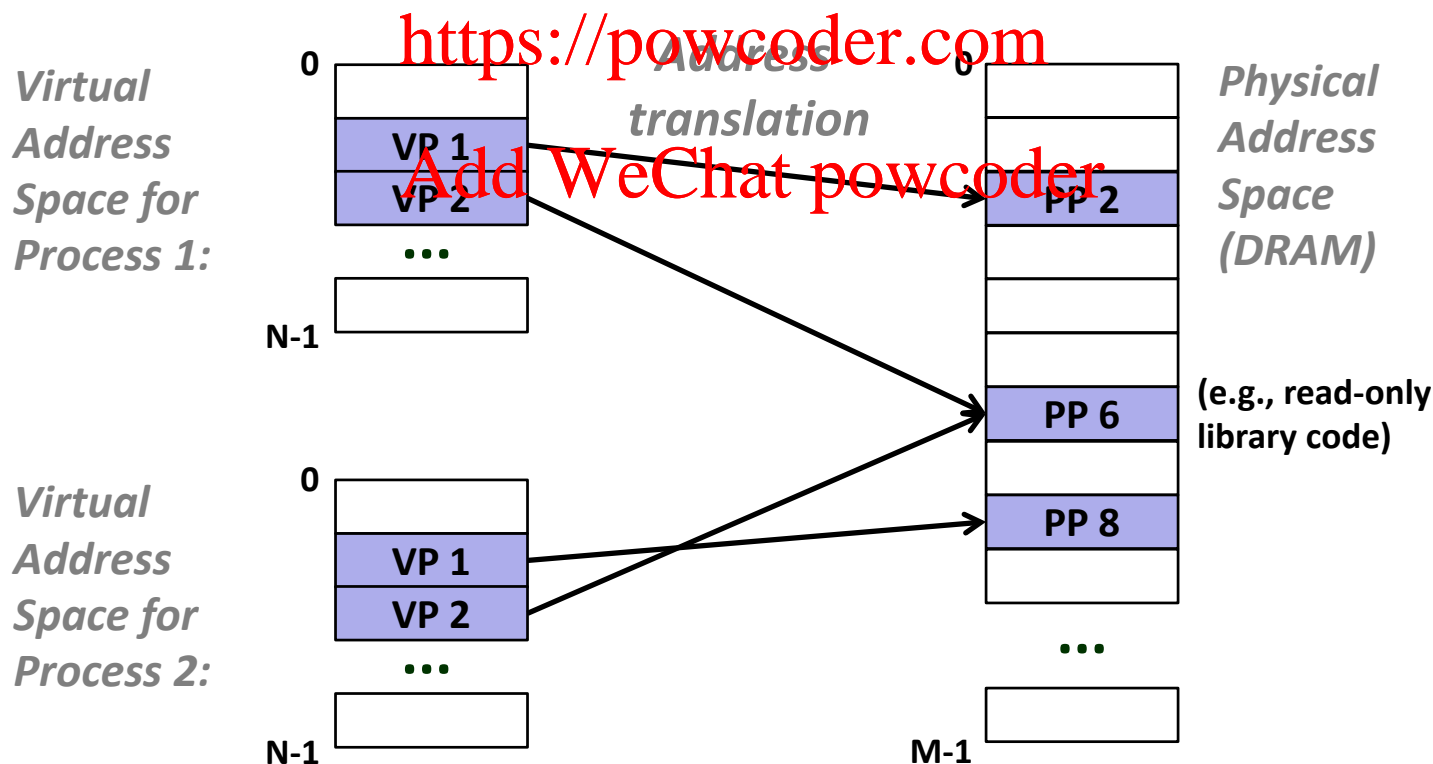 https://powcoder.com
0
Address
0
Virtual
Address
Space for
Process 1:
translation
Physical
Address
Space
(DRAM)
VP 1
Add WeChat powcoder
VP 2
PP 2
...
N-1
(e.g., read-only
library code)
PP 6
0
Virtual
Address
Space for
Process 2:
PP 8
VP 1
VP 2
...
...
N-1
M-1